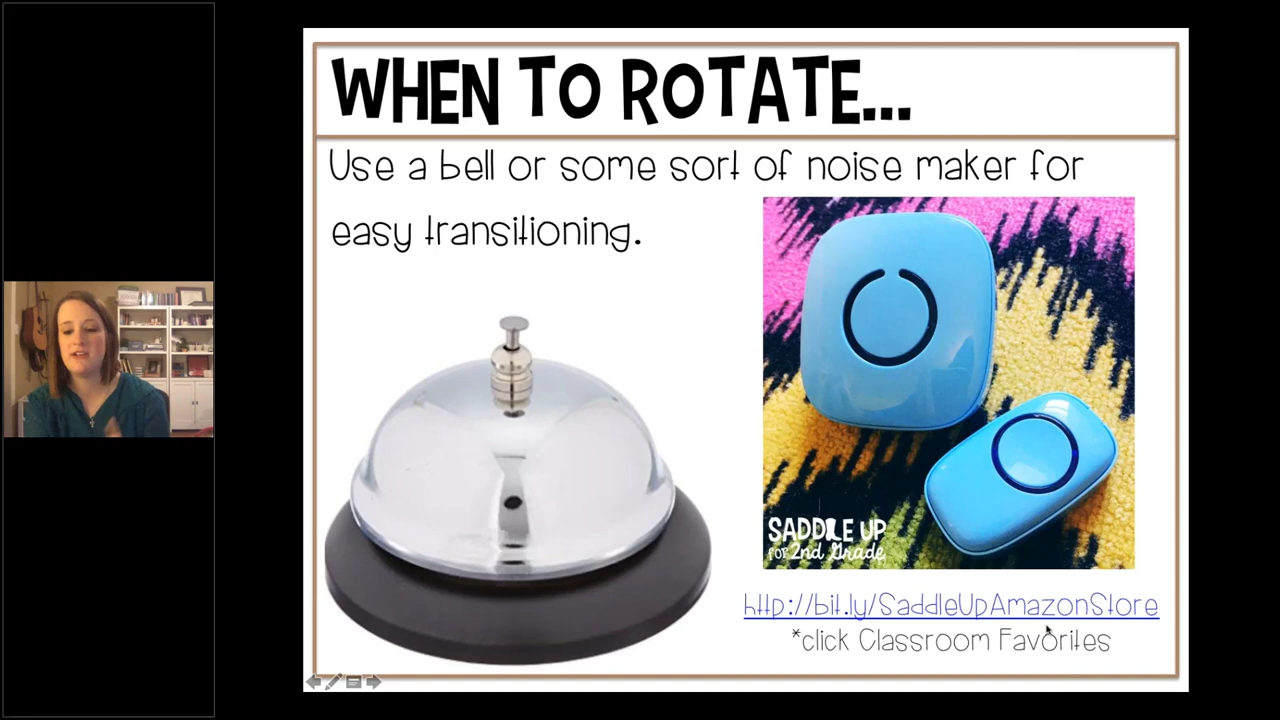 WHEN TO ROTATE...
Use a bell or some sort of noise maker for
easy transitioning.
SADDLE UP
FOR 2nd Grade
http://bit.ly/SaddleUpAmazonStore
*click Classroom Favorites